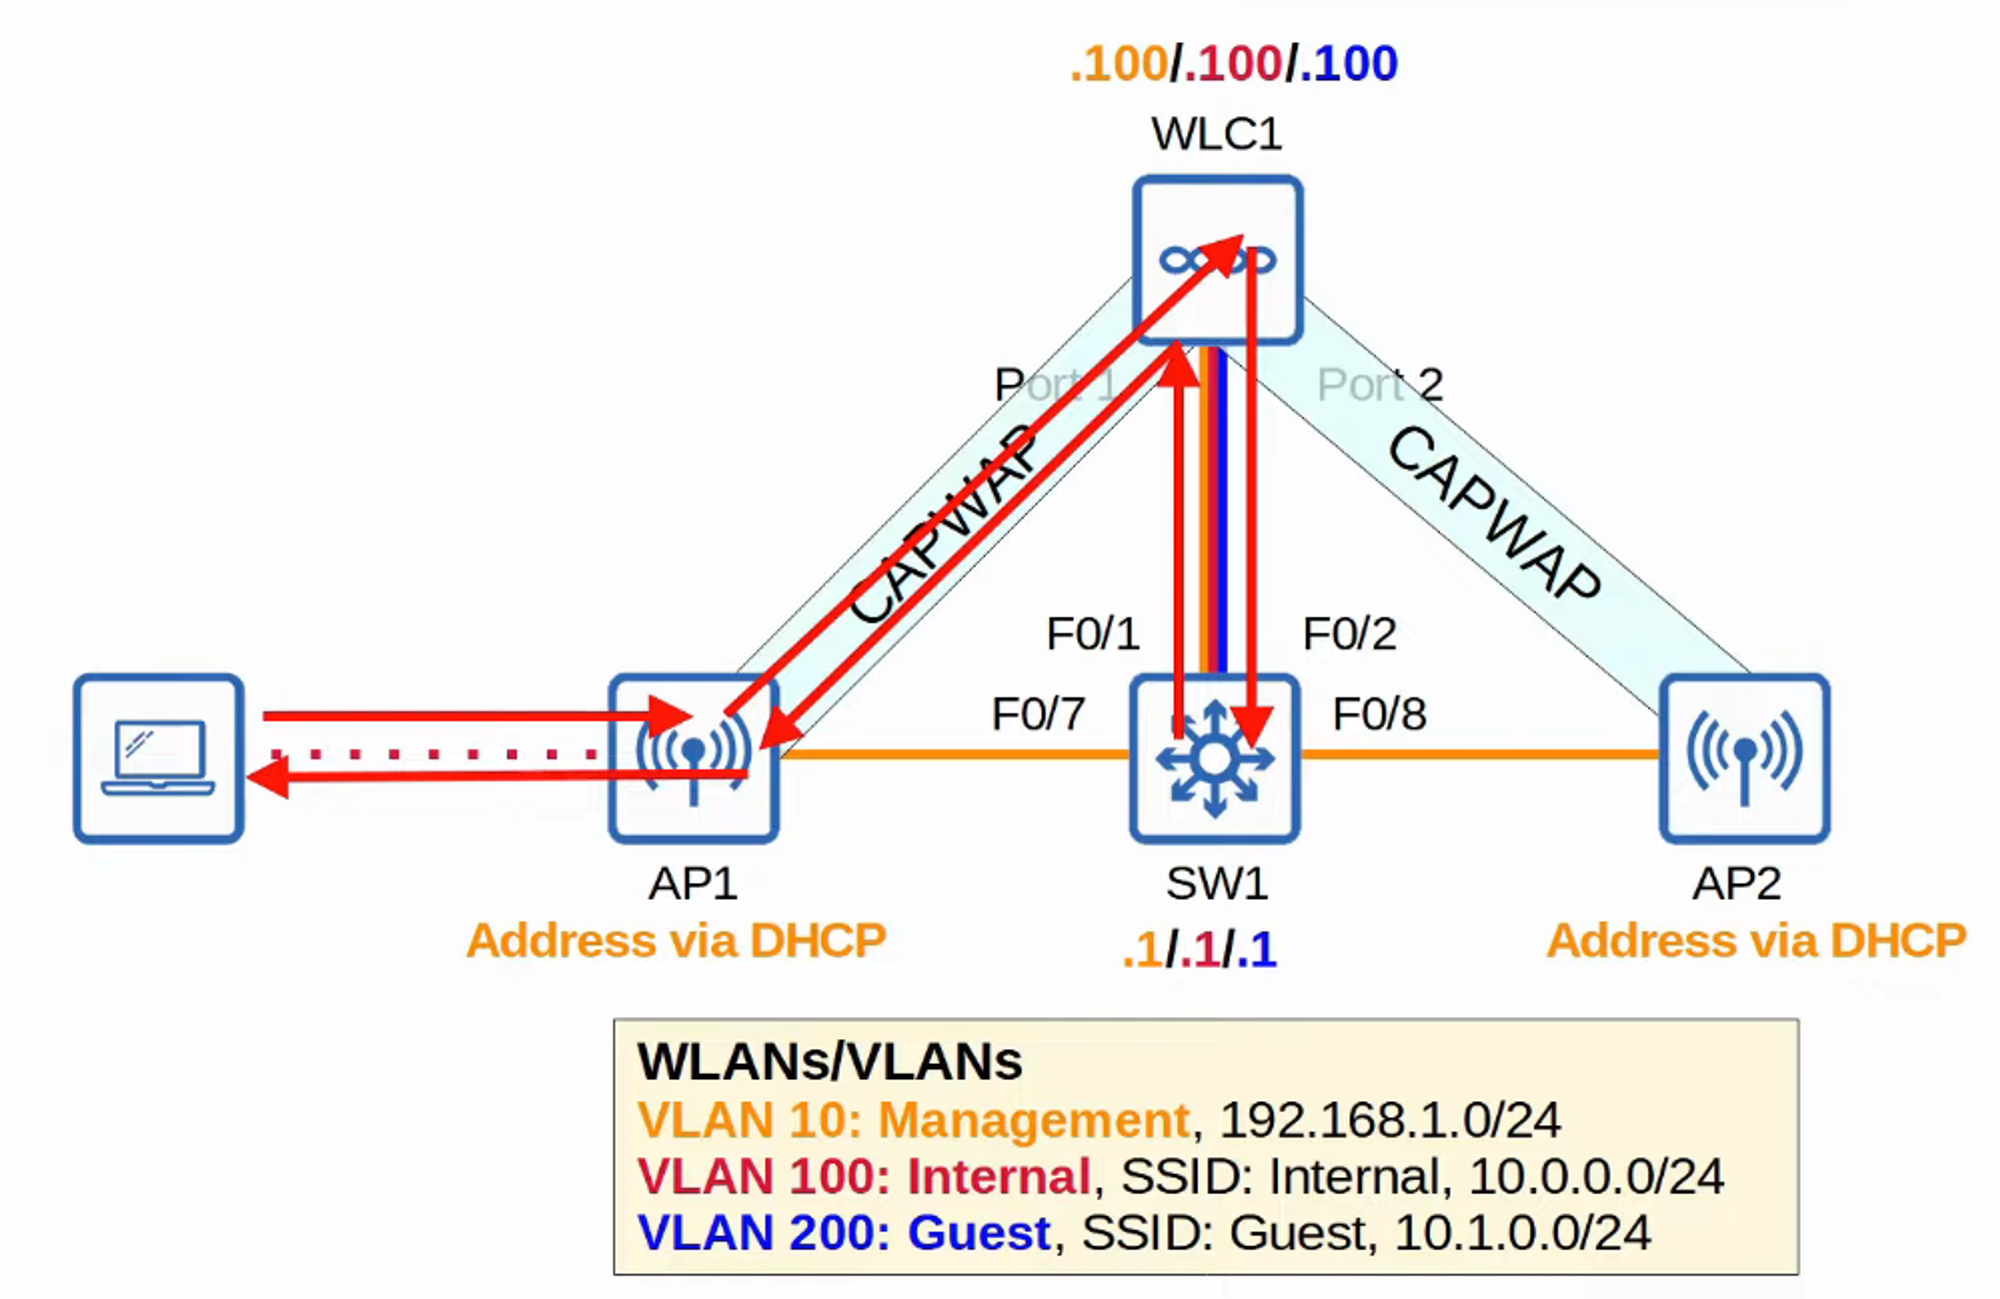 .100/.100/.100
WLC1
Port 1
Port 2
CAPWAP
CAPWAP
F0/1
F0/2
F0/7
F0/8
AP1
SW1
AP2
Address via DHCP
.1/.1/.1
Address via DHCP
WLANs/VLANs
VLAN 10: Management, 192.168.1.0/24
VLAN 100: Internal, SSID: Internal, 10.0.0.0/24
VLAN 200: Guest, SSID: Guest, 10.1.0.0/24